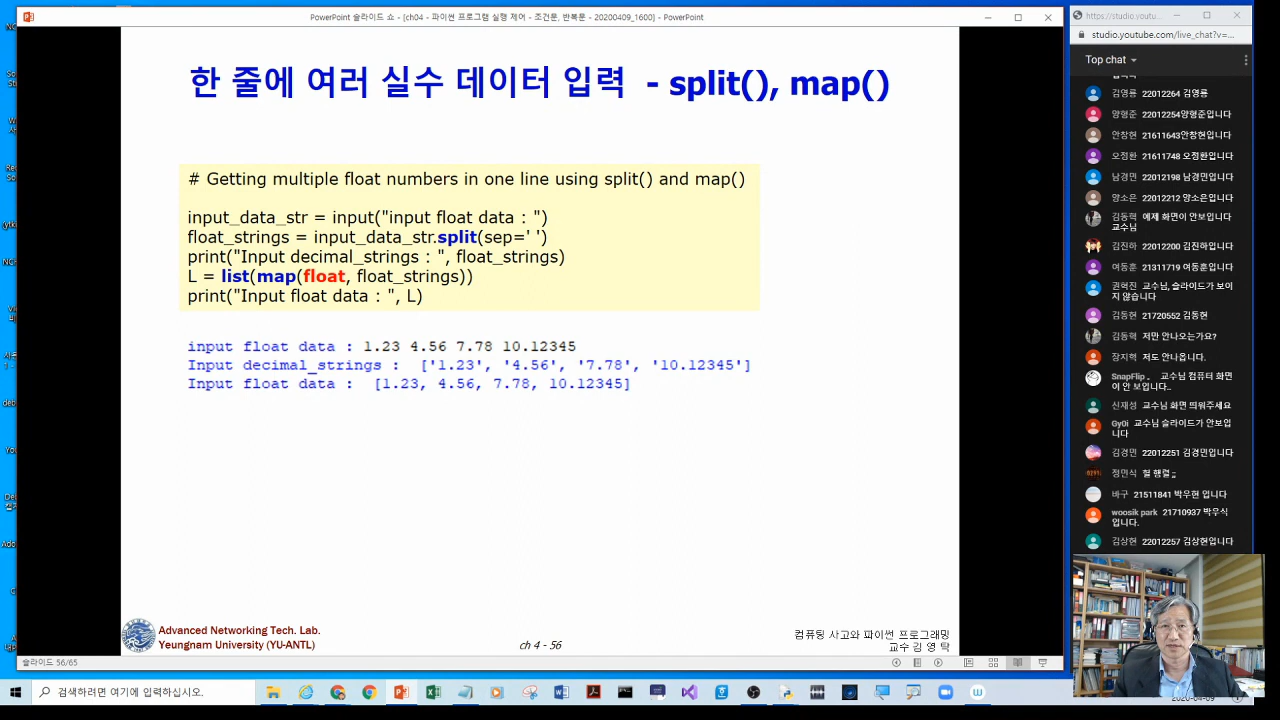 PowerPoint 슬라이드 쇼 - [ch04 - 파이썬 프로그램 실행 제어 - 조건문, 반복문 - 20200409_1600] - PowerPoint
한 줄에 여러 실수 데이터 입력 - split(), map()
# Getting multiple float numbers in one line using split() and map()
input_data_str = input("input float data : ")
float_strings = input_data_str.split(sep=' ')
print("Input decimal_strings : ", float_strings)
L = list(map(float, float_strings))
print("Input float data : ", L)
input float data : 1.23 4.56 7.78 10.12345
Input decimal_strings : ['1.23', '4.56', '7.78', '10.12345']
Input float data : [1.23, 4.56, 7.78, 10.12345]
Advanced Networking Tech. Lab.
Yeungnam University (YU-ANTL)
ch 4 - 56
컴퓨팅 사고와 파이썬 프로그래밍
교수 김 영 탁
슬라이드 56/65
검색하려면 여기에 입력하십시오.
https://studio.youtu...
studio.youtube.com/live_chat?v=...
Top chat
김영룡 22012264 김영룡
양형준 22012254양형준입니다
안창현 21611643안창현입니다
오정환 21611748 오정환입니다
남경민 22012198 남경민입니다
양소은 22012212 양소은입니다
김동혁 예제 화면이 안보입니다
교수님
김진하 22012200 김진하입니다
여동훈 21311719 여동훈입니다
권혁진 교수님, 슬라이드가 보이
지 않습니다
김동현 21720552 김동현
김동혁 저만 안나오는가요?
장지혁 저도 안나옵니다.
SnapFlip 。 교수님 컴퓨터 화면
이 안 보입니다..
신재성 교수님 화면 띄워주세요
Gy0i 교수님 슬라이드가 안보입
니다
김경민 22012251 김경민입니다
정민식 헐 행렬;;
바구 21511841 박우현 입니다
woosik park 21710937 박우식
입니다.
김상현 22012257 김상현입니다
2020-04-09